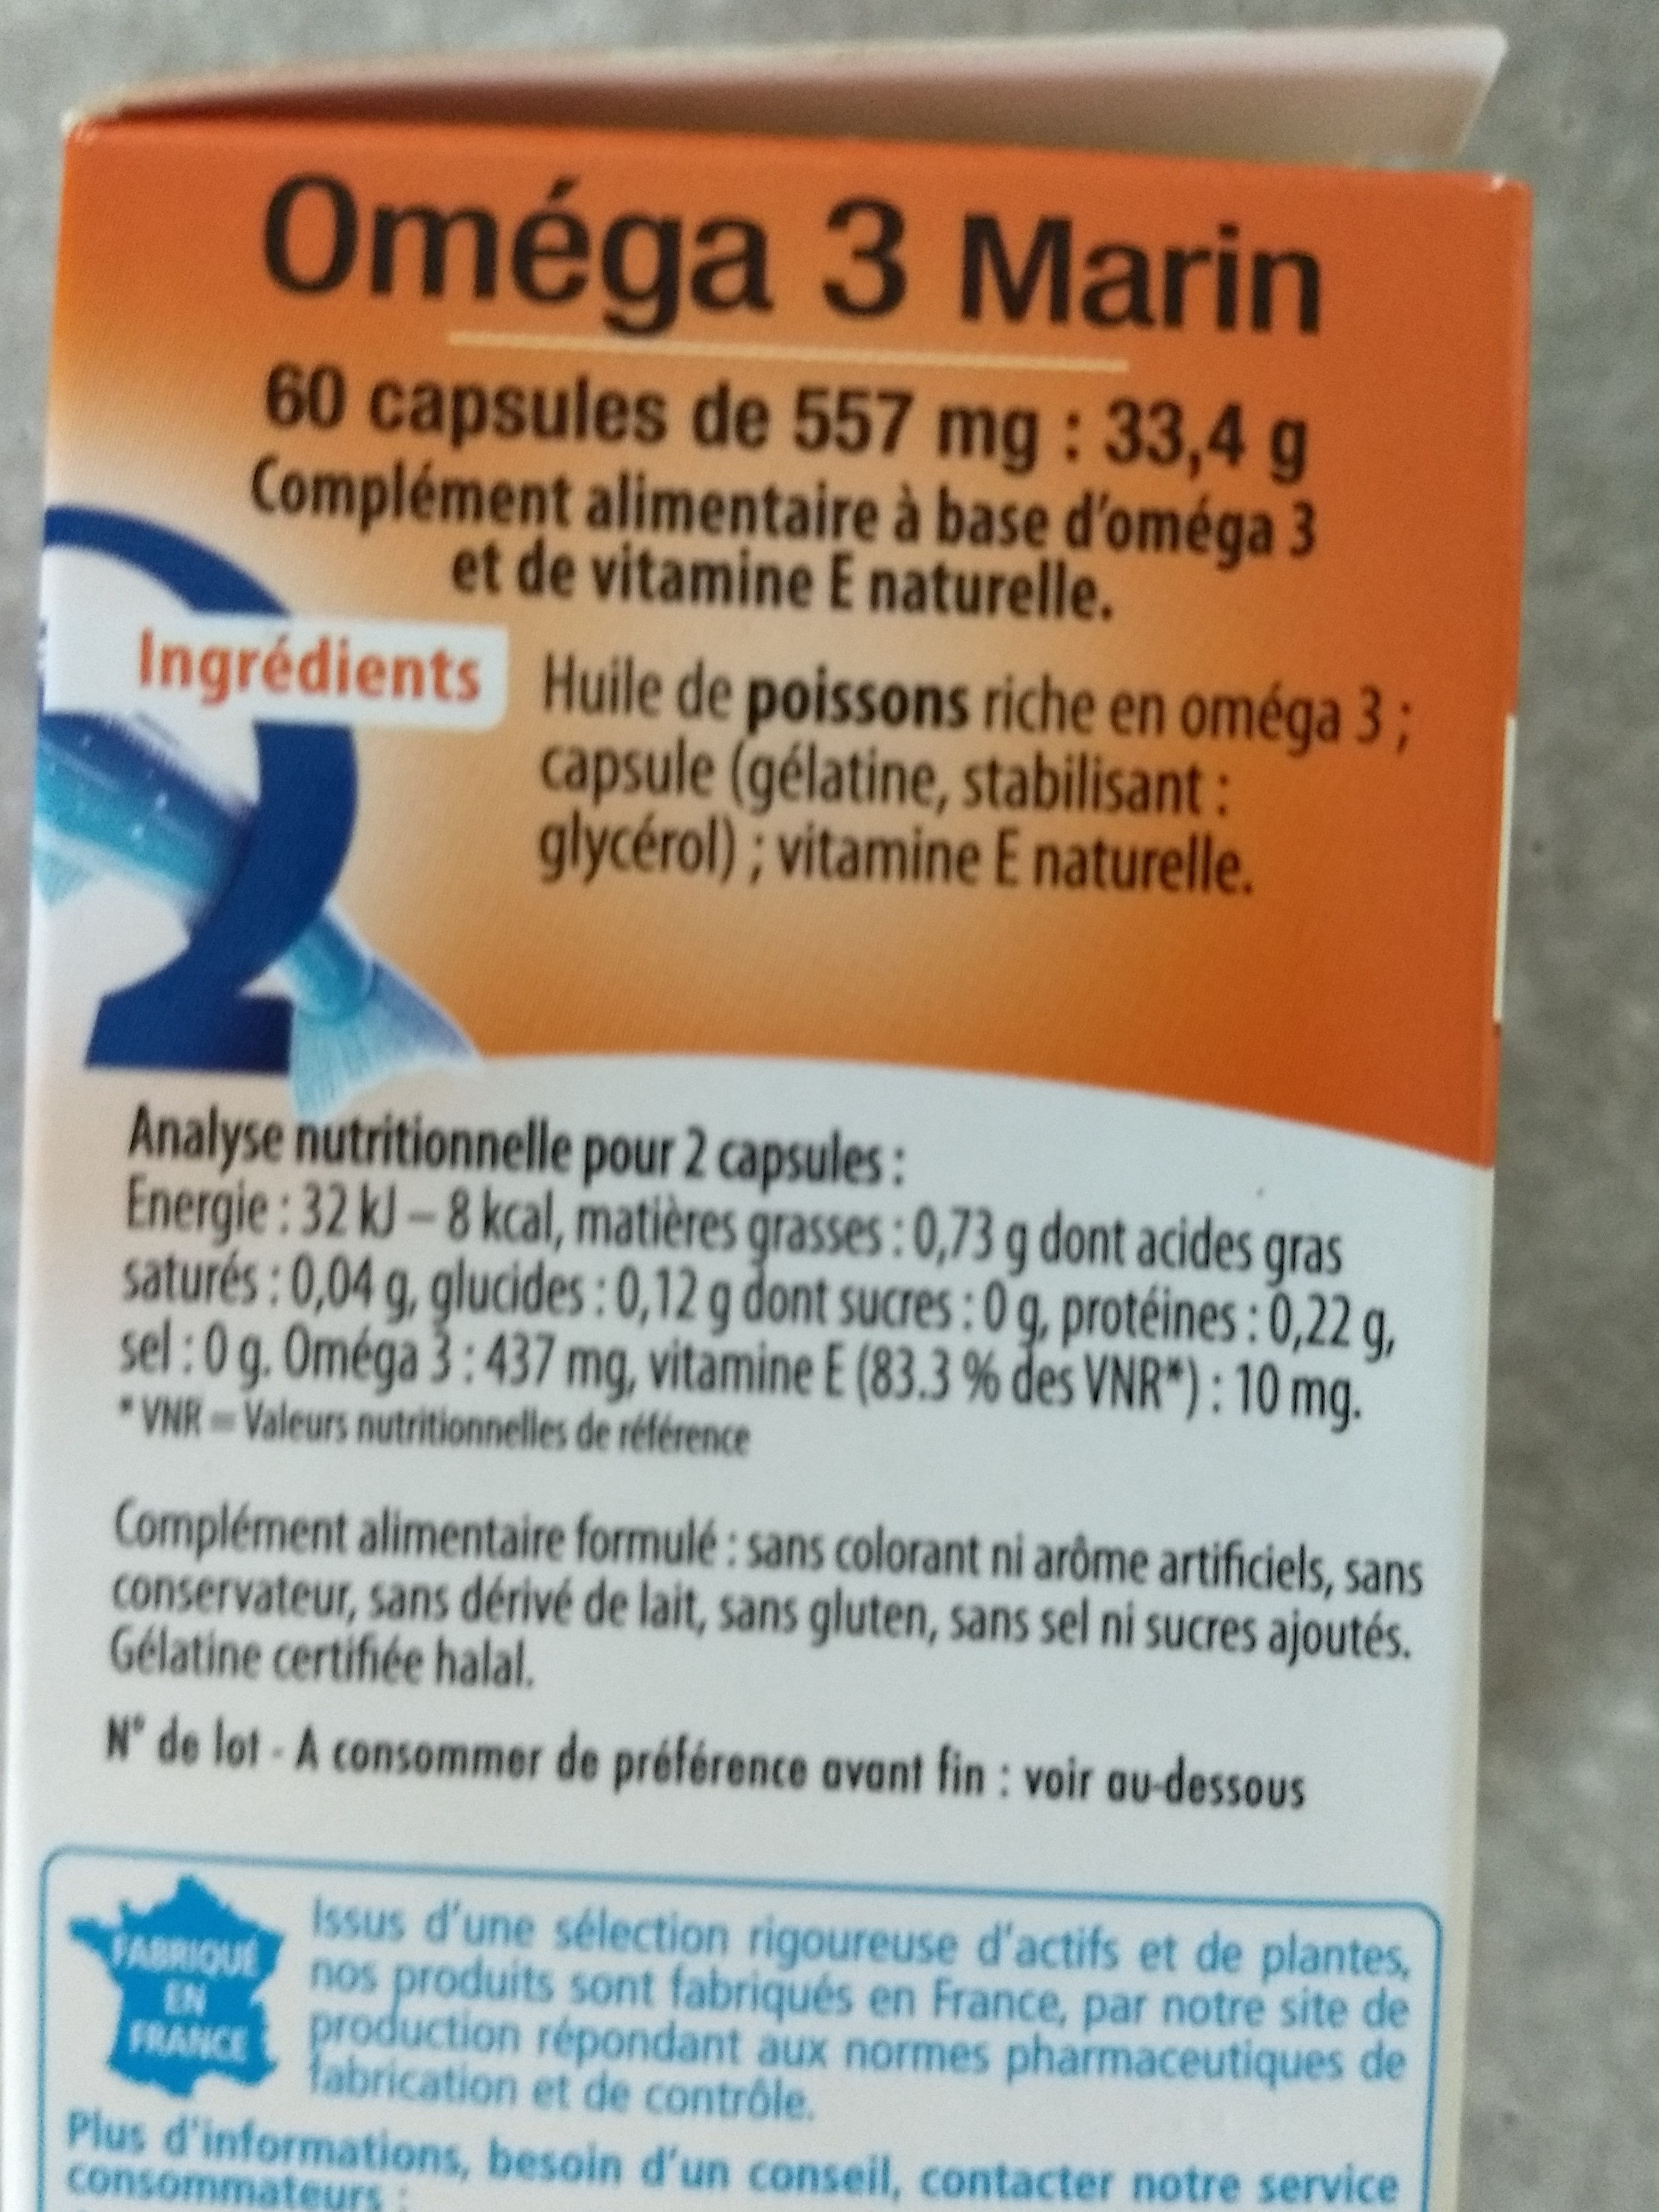 Oméga 3 Marin
60 capsules de 557 mg : 33,4 g
Complément alimentaire à base d'oméga 3
et de vitamine E naturelle.
Ingrédients
Huile de poissons riche en oméga 3 ;
capsule (gélatine, stabilisant :
glycérol) ; vitamine E naturelle.
Analyse nutritionnelle pour 2 capsules :
Energie : 32 kJ – 8 kcal, matières grasses : 0,73 g dont acides gras
saturés : 0,04 g, glucides : 0,12 g dont sucres : 0 g, protéines : 0,22 g,
sel : 0 g. Oméga 3 : 437 mg, vitamine E (83.3 % des VNR*) : 10 mg.
* VNR = Valeurs nutritionnelles de référence
Complément alimentaire formulé : sans colorant ni arôme artificiels, sans
conservateur, sans dérivé de lait, sans gluten, sans sel ni sucres ajoutés.
Gélatine certifiée halal.
N° de lot - A consommer de préférence avant fin : voir au-dessous
FABRIQUÉ
EN
FRANCE
Issus d'une sélection rigoureuse d'actifs et de plantes,
nos produits sont fabriqués en France, par notre site de
production répondant aux normes pharmaceutiques de
fabrication et de contrôle.
Plus d'informations, besoin d'un conseil, contacter notre service
consommateurs :